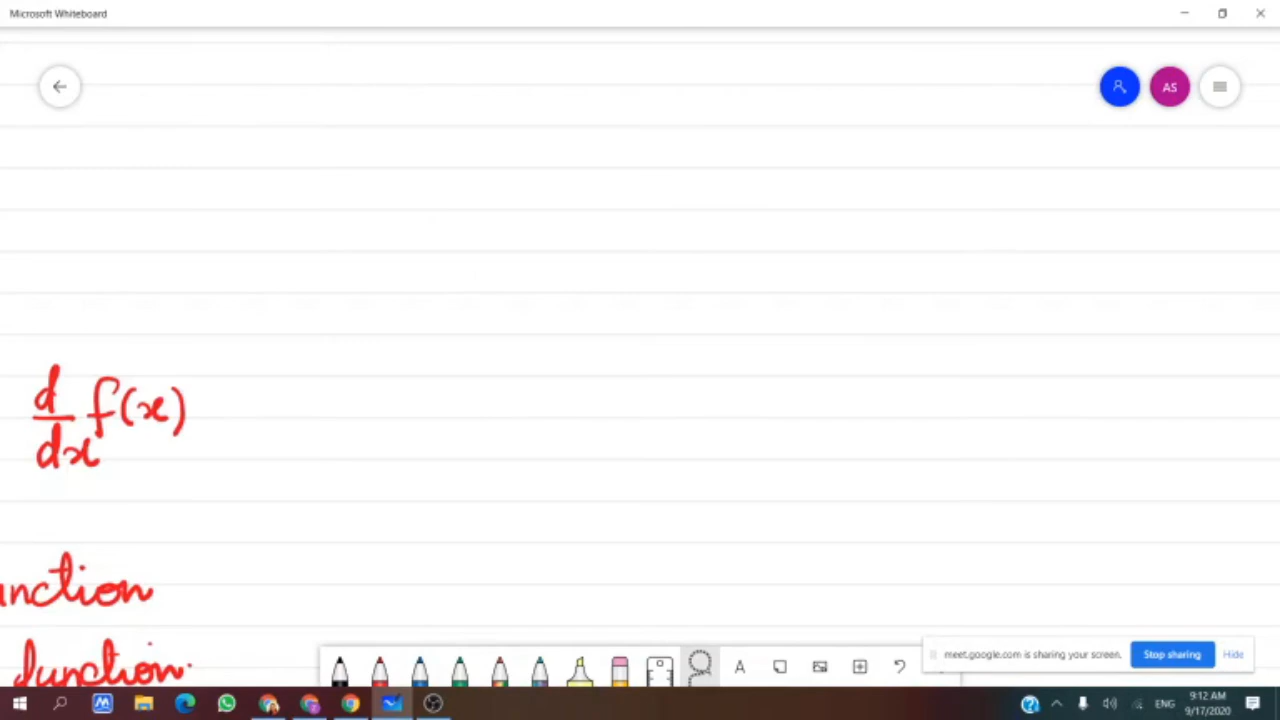 Microsoft Whiteboard
AS
d
dx
f(x)
unction
function.
A
meet.google.com is sharing your screen.
Stop sharing
Hide
ENG
9:12 AM
9/17/2020